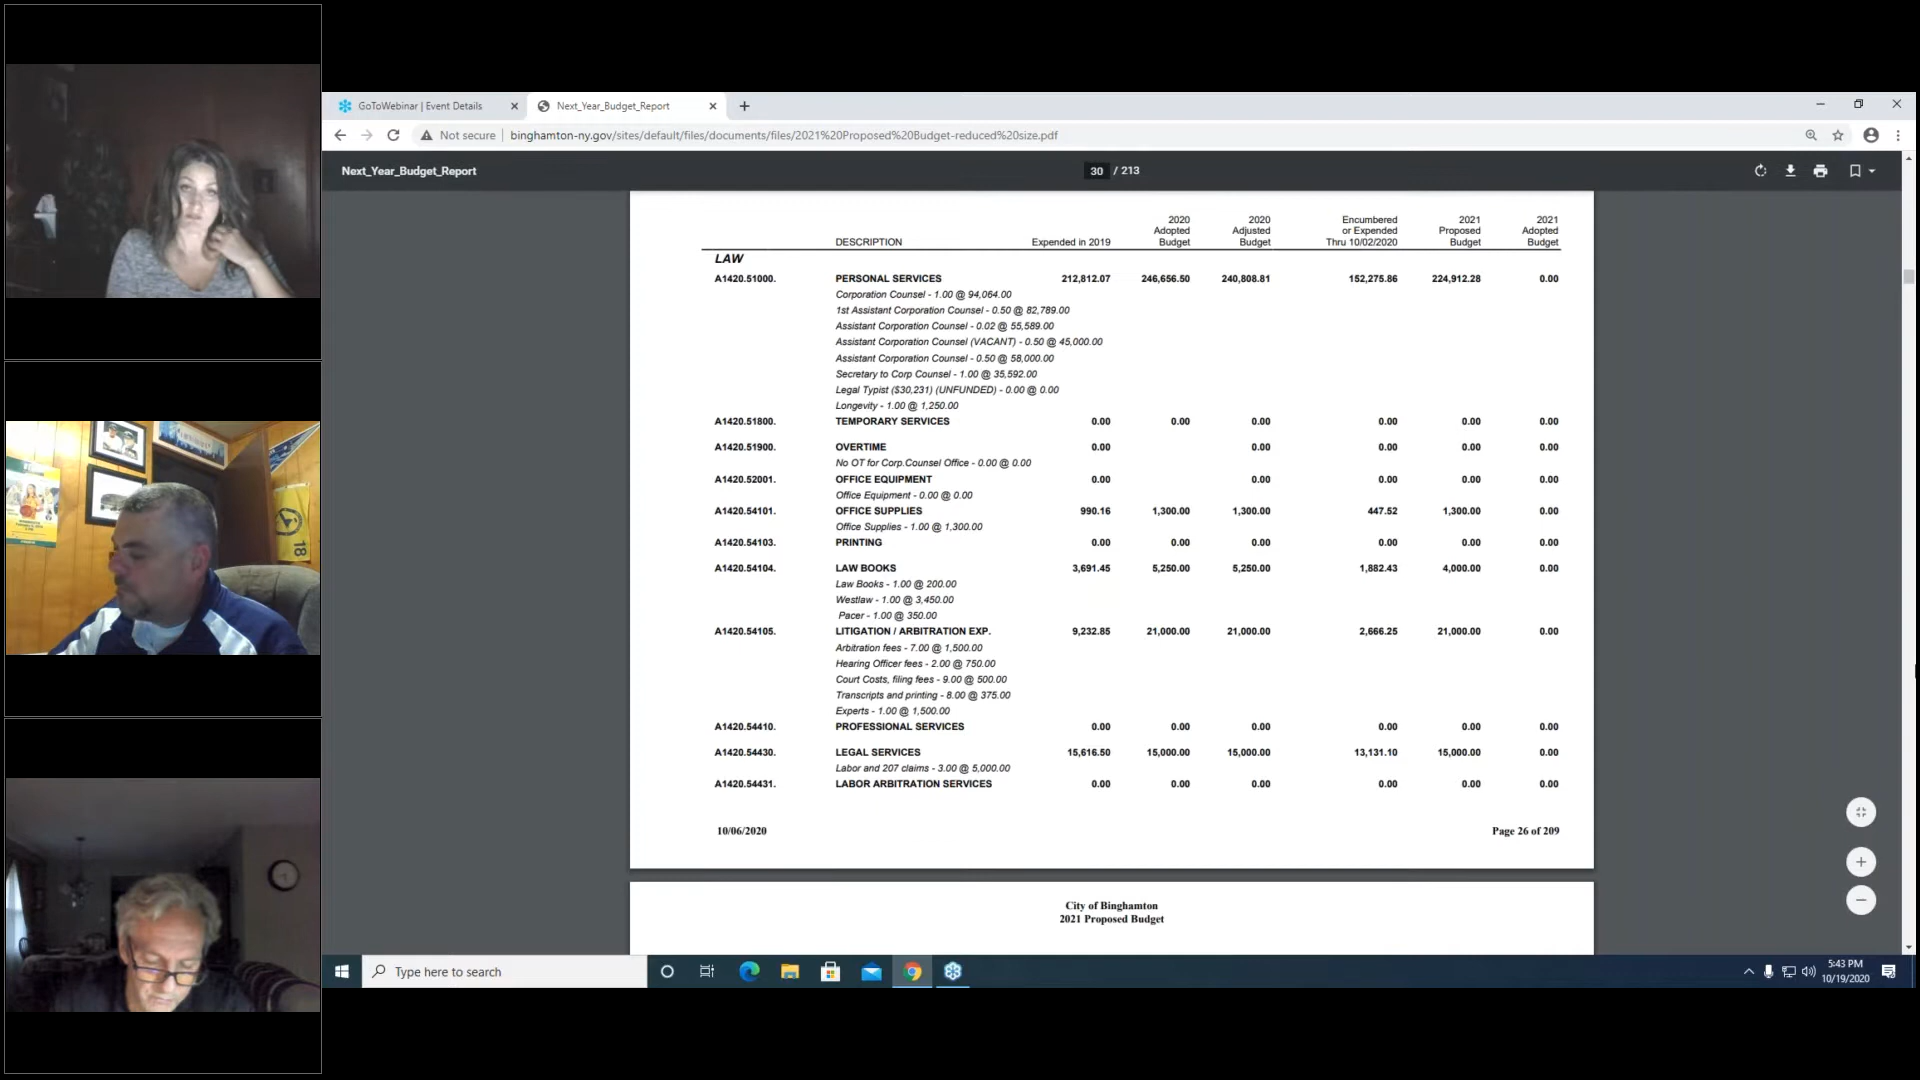 GoToWebinar | Event Details
Next_Year_Budget_Report
Not secure | binghamton-ny.gov/sites/default/files/documents/files/2021%20Proposed%20Budget-reduced%20size.pdf
Next_Year_Budget_Report 30 / 213
DESCRIPTION Expended in 2019 2020 Adopted Budget 2020 Adjusted Budget Encumbered or Expended Thru 10/02/2020 2021 Proposed Budget 2021 Adopted Budget
LAW
A1420.51000. PERSONAL SERVICES 212,812.07 246,656.50 240,808.81 152,275.86 224,912.28 0.00
Corporation Counsel - 1.00 @ 94,064.00
1st Assistant Corporation Counsel - 0.50 @ 82,789.00
Assistant Corporation Counsel - 0.02 @ 55,589.00
Assistant Corporation Counsel (VACANT) - 0.50 @ 45,000.00
Assistant Corporation Counsel - 0.50 @ 58,000.00
Secretary to Corp Counsel - 1.00 @ 35,592.00
Legal Typist ($30,231) (UNFUNDED) - 0.00 @ 0.00
Longevity - 1.00 @ 1,250.00
A1420.51800. TEMPORARY SERVICES 0.00 0.00 0.00 0.00 0.00 0.00
A1420.51900. OVERTIME 0.00 0.00 0.00 0.00 0.00
No OT for Corp.Counsel Office - 0.00 @ 0.00
A1420.52001. OFFICE EQUIPMENT 0.00 0.00 0.00 0.00 0.00
Office Equipment - 0.00 @ 0.00
A1420.54101. OFFICE SUPPLIES 990.16 1,300.00 1,300.00 447.52 1,300.00 0.00
Office Supplies - 1.00 @ 1,300.00
A1420.54103. PRINTING 0.00 0.00 0.00 0.00 0.00 0.00
A1420.54104. LAW BOOKS 3,691.45 5,250.00 5,250.00 1,882.43 4,000.00 0.00
Law Books - 1.00 @ 200.00
Westlaw - 1.00 @ 3,450.00
Pacer - 1.00 @ 350.00
A1420.54105. LITIGATION / ARBITRATION EXP. 9,232.85 21,000.00 21,000.00 2,666.25 21,000.00 0.00
Arbitration fees - 7.00 @ 1,500.00
Hearing Officer fees - 2.00 @ 750.00
Court Costs, filing fees - 9.00 @ 500.00
Transcripts and printing - 8.00 @ 375.00
Experts - 1.00 @ 1,500.00
A1420.54410. PROFESSIONAL SERVICES 0.00 0.00 0.00 0.00 0.00 0.00
A1420.54430. LEGAL SERVICES 15,616.50 15,000.00 15,000.00 13,131.10 15,000.00 0.00
Labor and 207 claims - 3.00 @ 5,000.00
A1420.54431. LABOR ARBITRATION SERVICES 0.00 0.00 0.00 0.00 0.00 0.00
10/06/2020 Page 26 of 209
City of Binghamton
2021 Proposed Budget
Type here to search
5:43 PM
10/19/2020
18